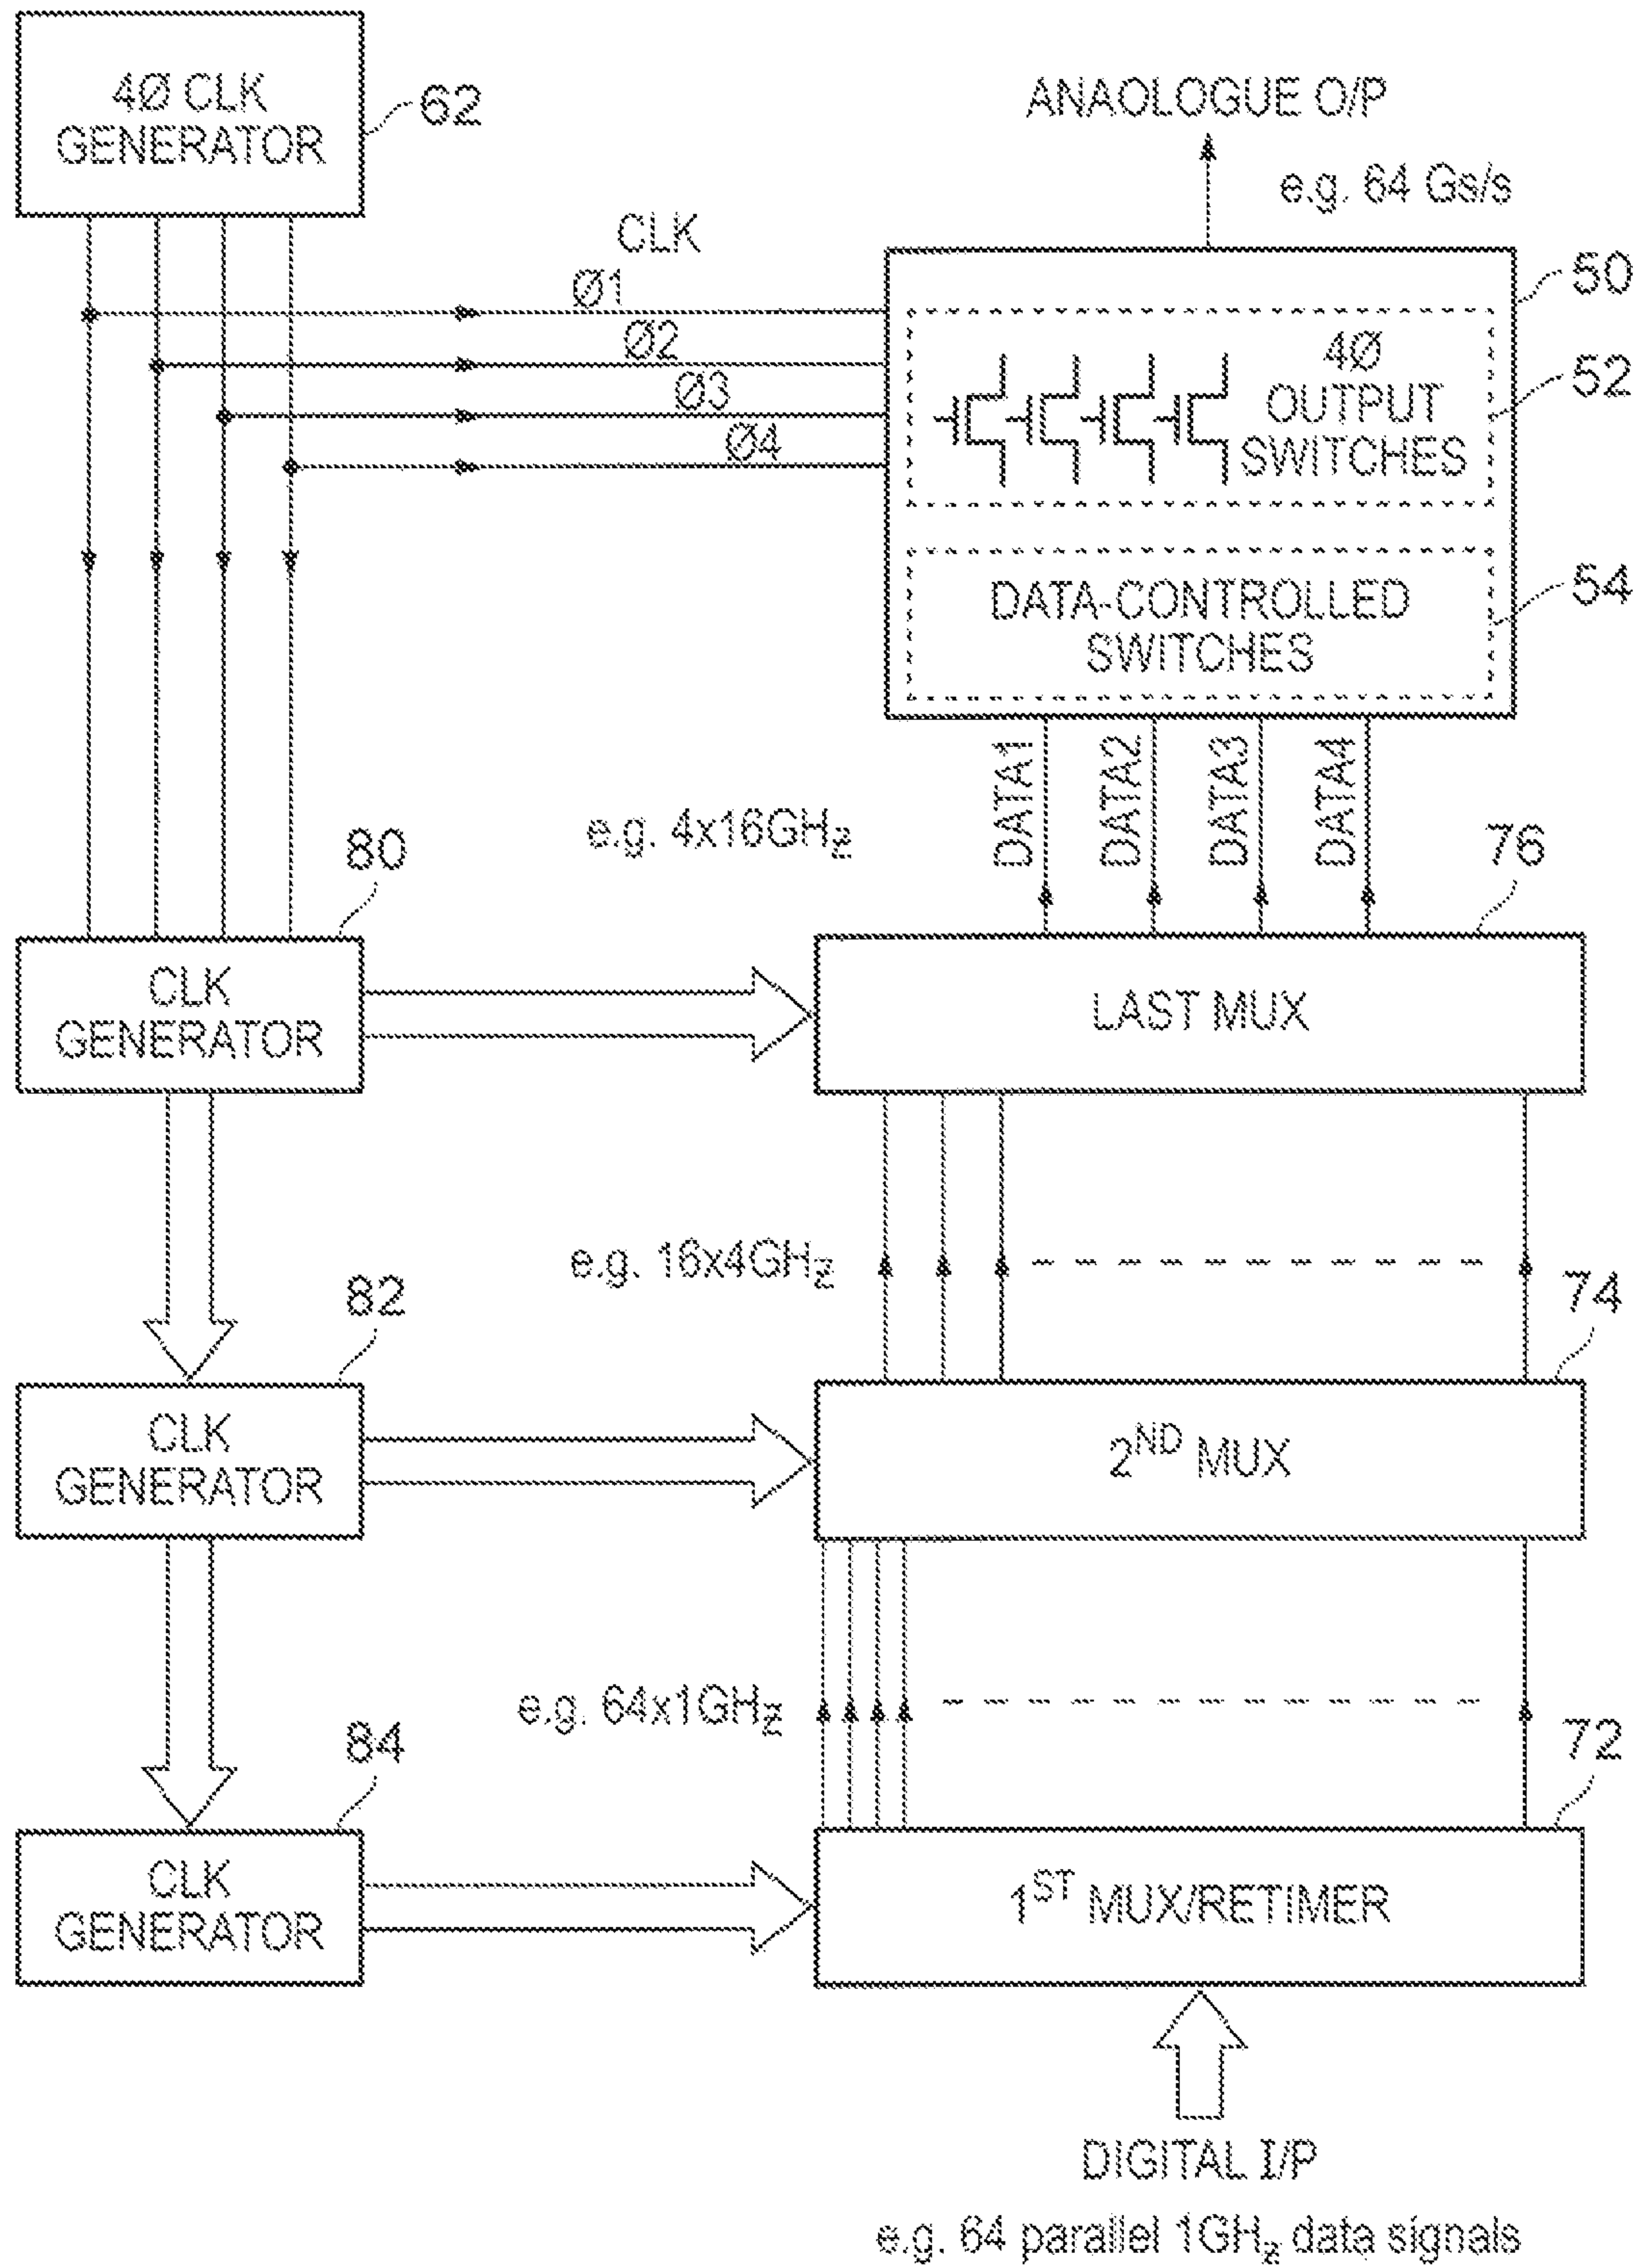 4Ø CLK
GENERATOR
62
ANAOLOGUE O/P
e.g. 64 Gs/s
CLK
Ø1
Ø2
Ø3
Ø4
50
4Ø
OUTPUT
SWITCHES
52
DATA-CONTROLLED
SWITCHES
54
DATA1
DATA2
DATA3
DATA4
e.g. 4x16GHz
80
CLK
GENERATOR
76
LAST MUX
e.g. 16x4GHz
82
CLK
GENERATOR
74
2ND MUX
e.g. 64x1GHz
84
CLK
GENERATOR
72
1ST MUX/RETIMER
DIGITAL I/P
e.g. 64 parallel 1GHz data signals